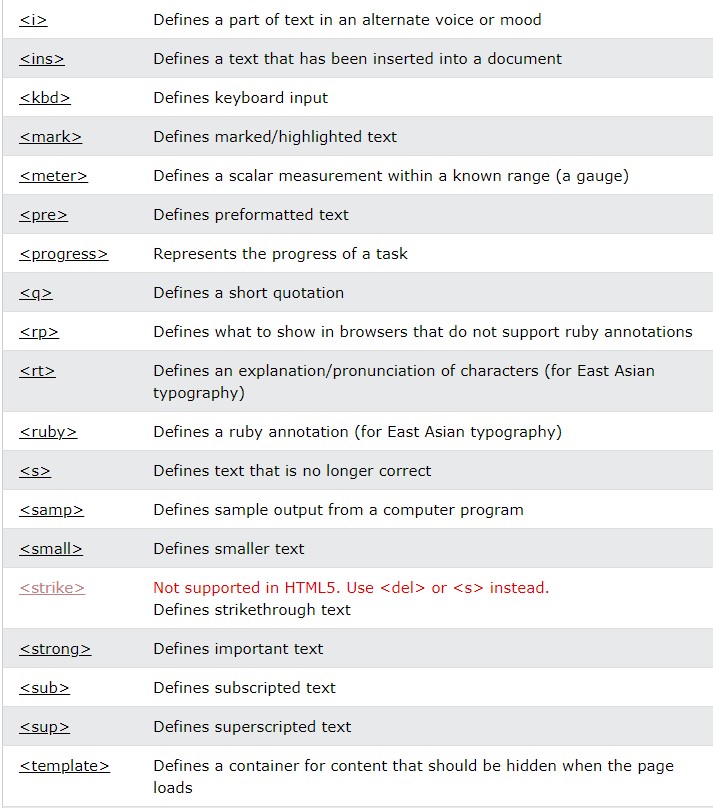 <i> Defines a part of text in an alternate voice or mood
<ins> Defines a text that has been inserted into a document
<kbd> Defines keyboard input
<mark> Defines marked/highlighted text
<meter> Defines a scalar measurement within a known range (a gauge)
<pre> Defines preformatted text
<progress> Represents the progress of a task
<q> Defines a short quotation
<rp> Defines what to show in browsers that do not support ruby annotations
<rt> Defines an explanation/pronunciation of characters (for East Asian
typography)
<ruby> Defines a ruby annotation (for East Asian typography)
<s> Defines text that is no longer correct
<samp> Defines sample output from a computer program
<small> Defines smaller text
<strike> Not supported in HTML5. Use <del> or <s> instead.
Defines strikethrough text
<strong> Defines important text
<sub> Defines subscripted text
<sup> Defines superscripted text
<template> Defines a container for content that should be hidden when the page
loads